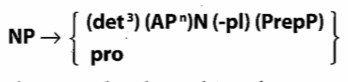 NP → { (det³) (APⁿ)N (-pl) (PrepP) }
pro